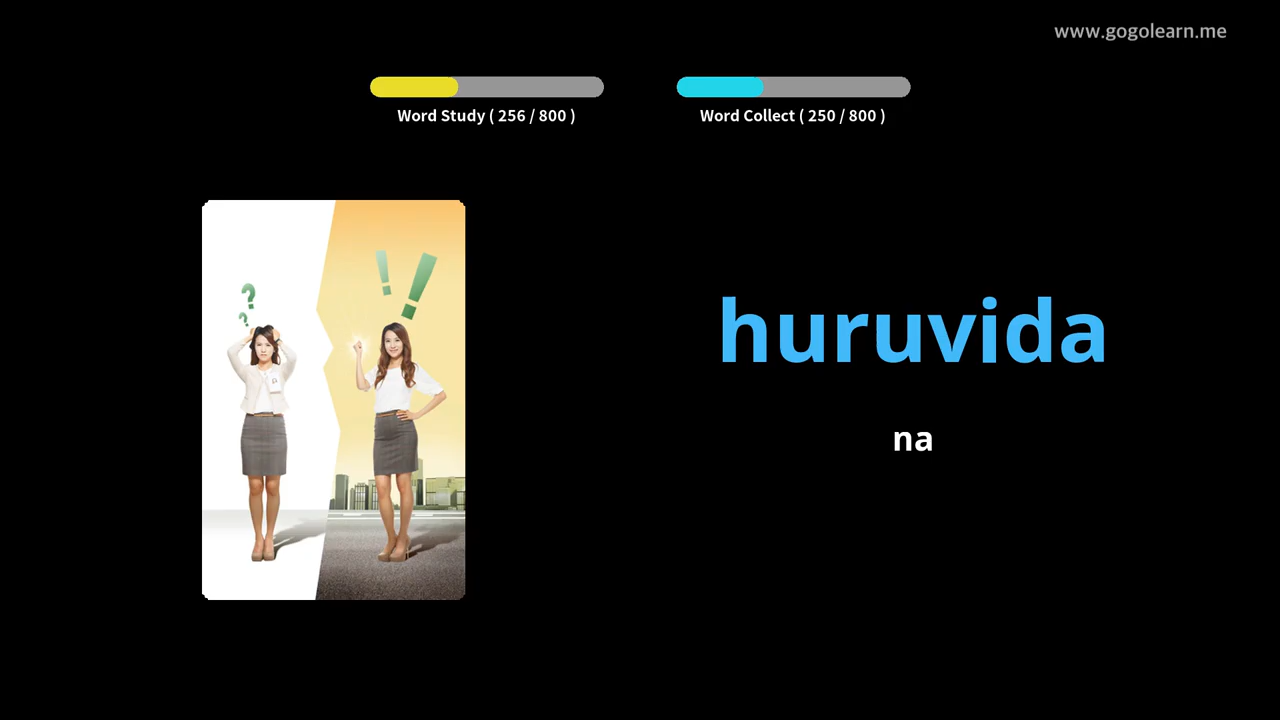 www.gogolearn.me
Word Study ( 256 / 800 )
Word Collect ( 250 / 800 )
? ? ! !
huruvida
na